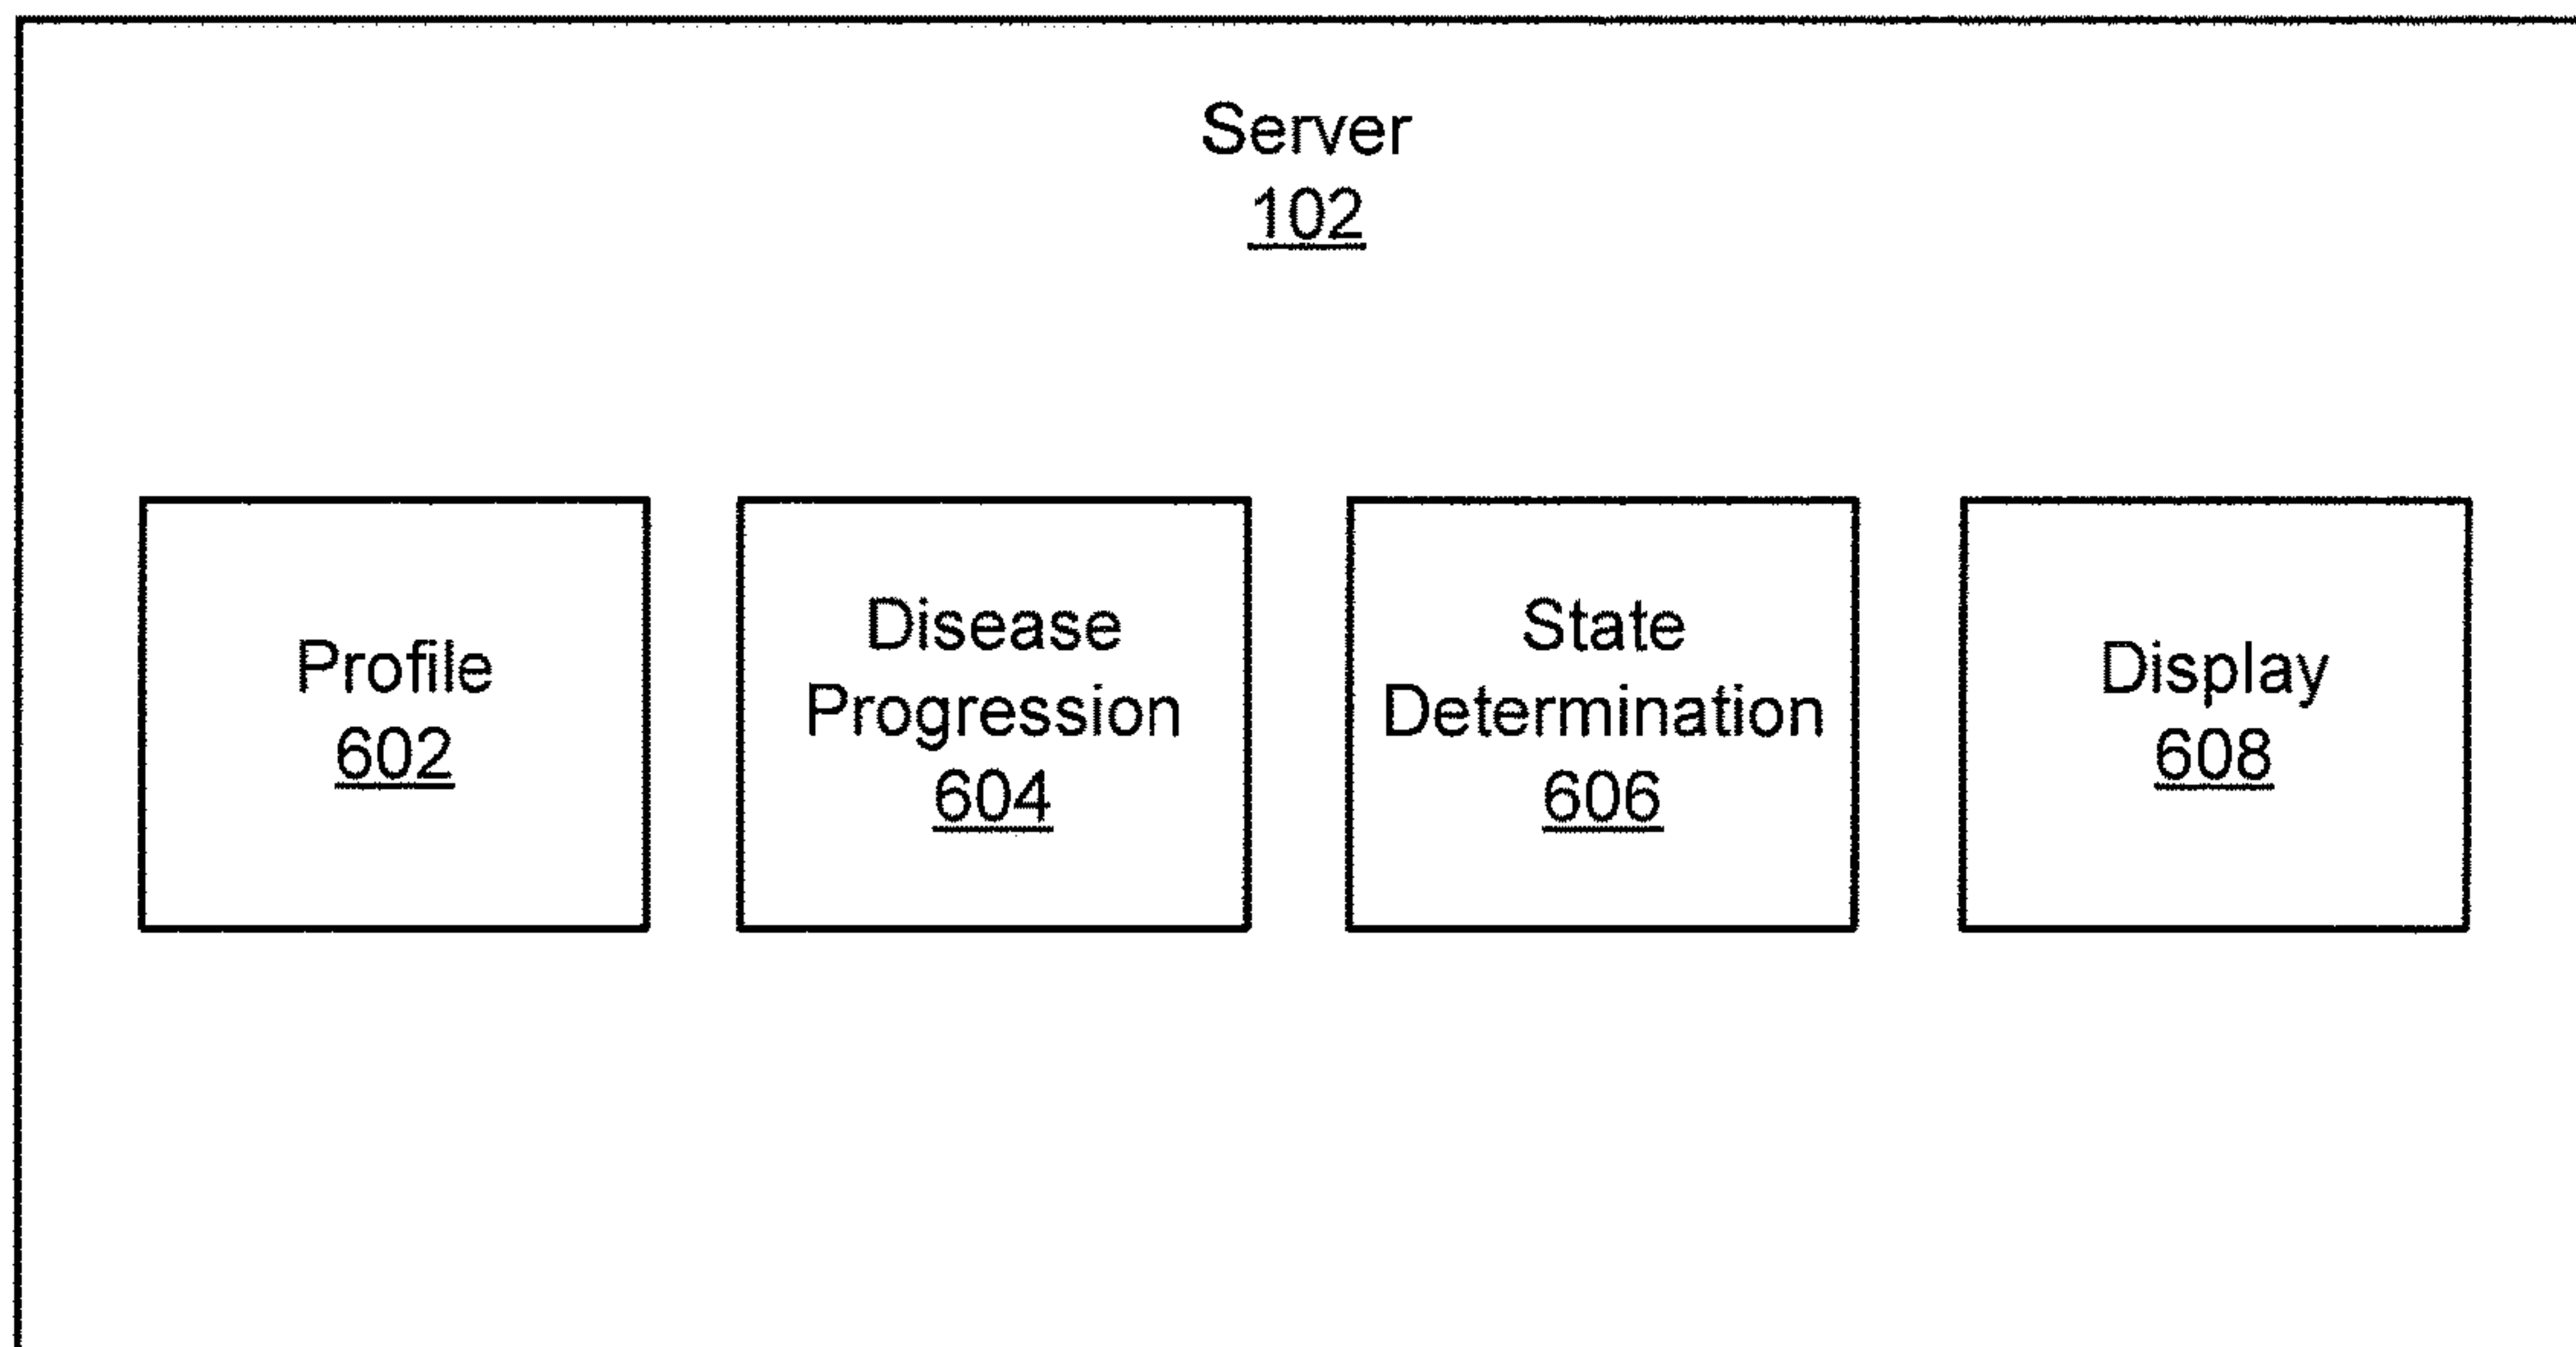 Server
102
Profile
602
Disease
Progression
604
State
Determination
606
Display
608